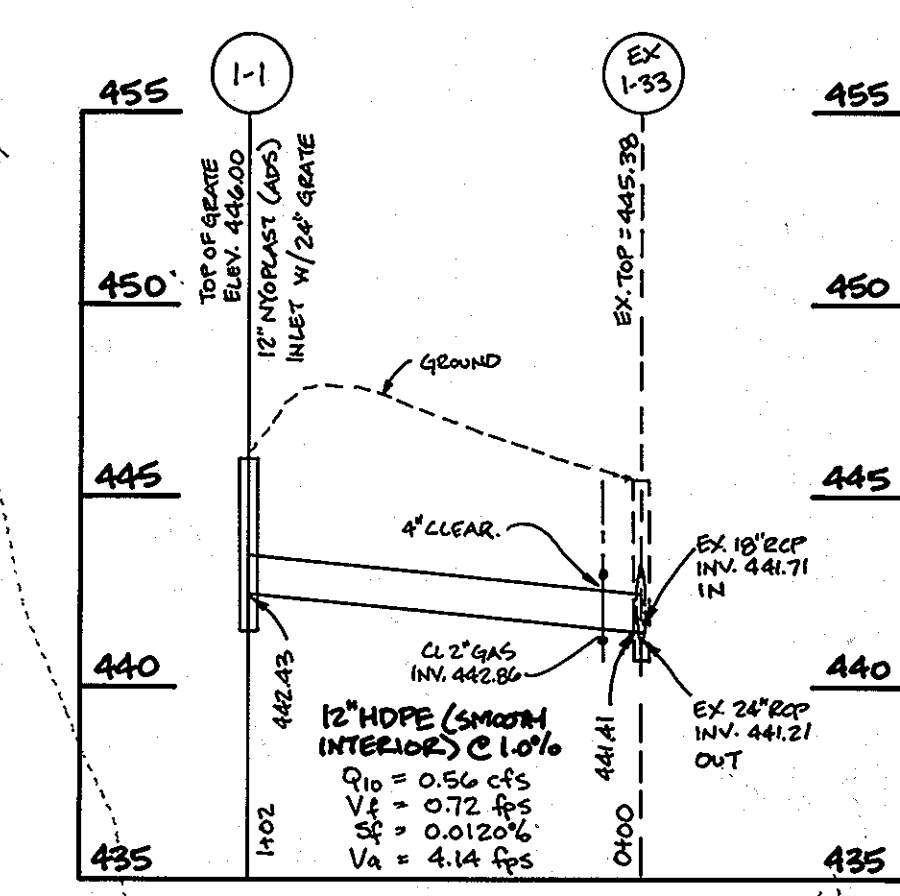 1-1
EX
1-33
455
455
TOP OF GRATE
ELEV. 446.00
12" NYOPLAST (ADS)
INLET W/24" GRATE
EX. TOP = 445.38
450
450
GROUND
445
445
4" CLEAR.
EX. 18" RCP
INV. 441.71
IN
440
440
442.43
CL 2" GAS
INV. 442.86
441.41
EX. 24" RCP
INV. 441.21
OUT
12" HDPE (SMOOTH
INTERIOR) @ 1.0%
Q10 = 0.56 cfs
Vf = 0.72 fps
Sf = 0.0120%
Va = 4.14 fps
1+02
0+00
435
435